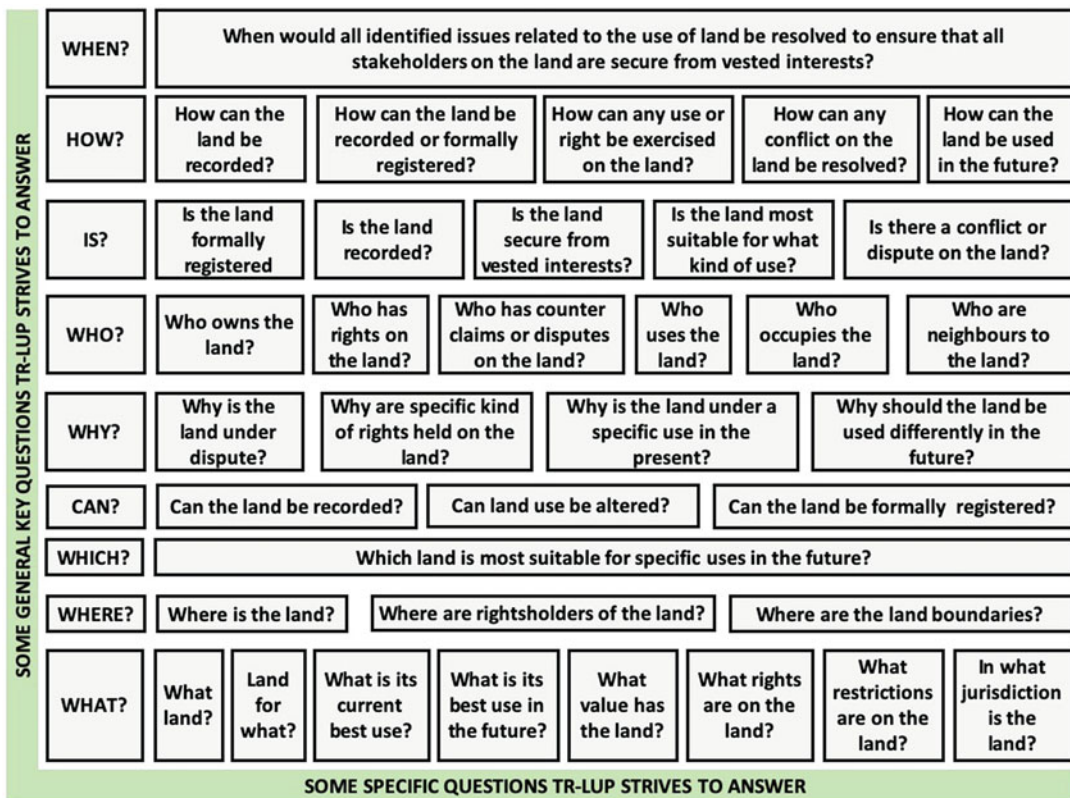 SOME GENERAL KEY QUESTIONS TR-LUP STRIVES TO ANSWER
WHEN?
When would all identified issues related to the use of land be resolved to ensure that all
stakeholders on the land are secure from vested interests?
HOW?
How can the
land be
recorded?
How can the land be
recorded or formally
registered?
How can any use or
right be exercised
on the land?
How can any
conflict on the
land be resolved?
How can the
land be used
in the future?
IS?
Is the land
formally
registered
Is the land
recorded?
Is the land
secure from
vested interests?
Is the land most
suitable for what
kind of use?
Is there a conflict or
dispute on the land?
WHO?
Who owns the
land?
Who has
rights on
the land?
Who has counter
claims or disputes
on the land?
Who
uses the
land?
Who
occupies the
land?
Who are
neighbours to
the land?
WHY?
Why is the
land under
dispute?
Why are specific kind
of rights held on the
land?
Why is the land under a
specific use in the
present?
Why should the land be
used differently in the
future?
CAN?
Can the land be recorded?
Can land use be altered?
Can the land be formally registered?
WHICH?
Which land is most suitable for specific uses in the future?
WHERE?
Where is the land?
Where are rightsholders of the land?
Where are the land boundaries?
WHAT?
What
land?
Land
for
what?
What is its
current
best use?
What is its
best use in
the future?
What
value has
the land?
What rights
are on the
land?
What
restrictions
are on the
land?
In what
jurisdiction
is the
land?
SOME SPECIFIC QUESTIONS TR-LUP STRIVES TO ANSWER